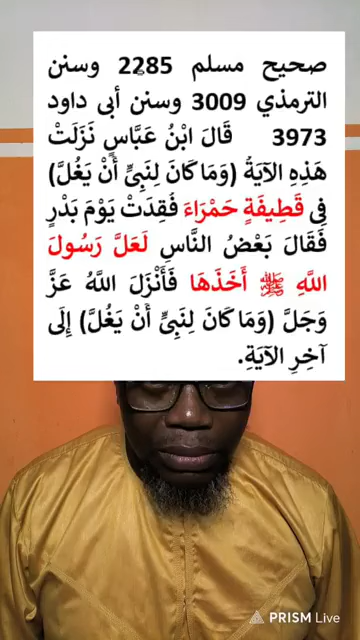 صحيح مسلم 2285 وسنن
الترمذي 3009 وسنن أبى داود
3973 قَالَ ابْنُ عَبَّاسٍ نَزَلَتْ
هَذِهِ الآيَةُ (وَمَا كَانَ لِنَبِىٍّ أَنْ يَغُلَّ)
فِى قَطِيفَةٍ حَمْرَاءَ فُقِدَتْ يَوْمَ بَدْرٍ
فَقَالَ بَعْضُ النَّاسِ لَعَلَّ رَسُولَ
اللَّهِ ﷺ أَخَذَهَا فَأَنْزَلَ اللَّهُ عَزَّ
وَجَلَّ (وَمَا كَانَ لِنَبِىٍّ أَنْ يَغُلَّ) إِلَى
آخِرِ الآيَةِ.
PRISM Live